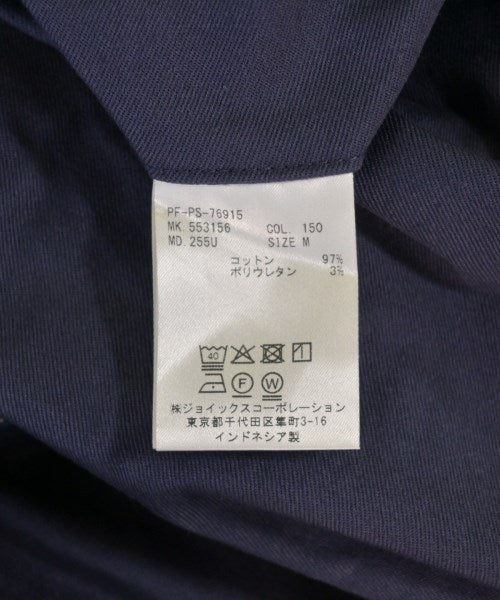 PF-PS-76915
MK. 553156 COL. 150
MD. 255U SIZE M
コットン 97%
ポリウレタン 3%
40
F W
株ジョイックスコーポレーション
東京都千代田区隼町3-16
インドネシア製